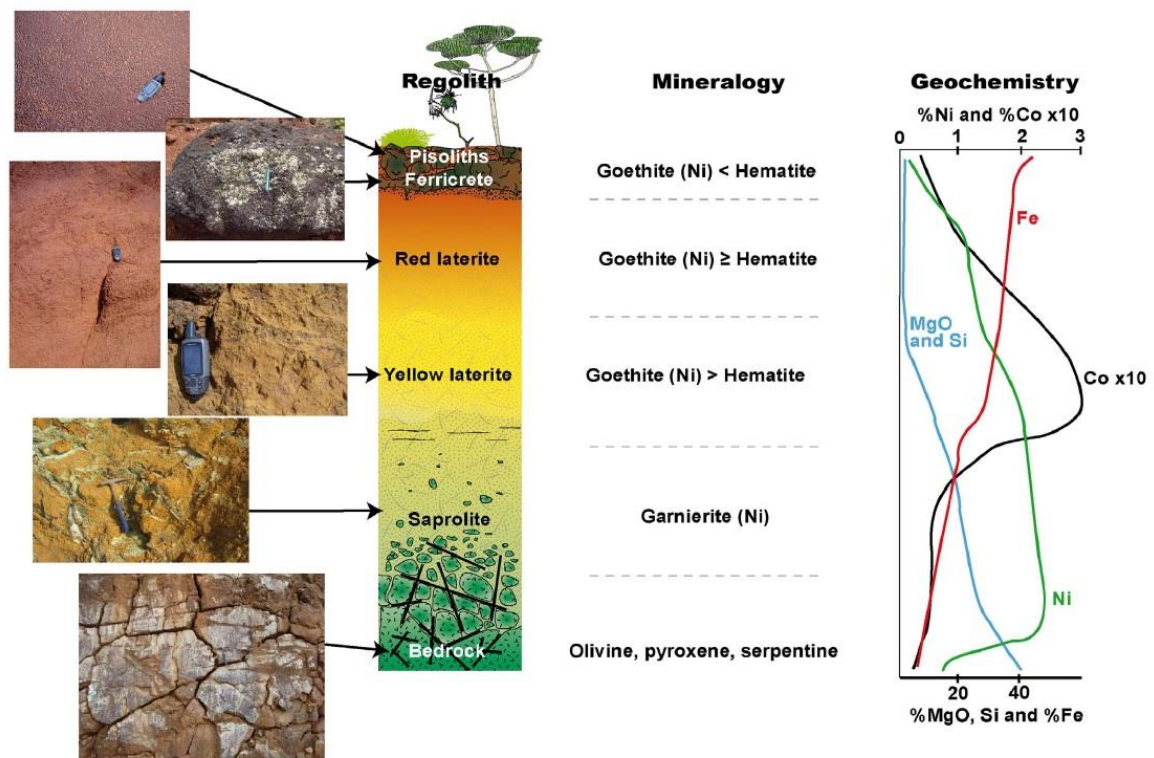 Regolith
Mineralogy
Geochemistry
%Ni and %Co x10
0 1 2 3
Pisoliths
Ferricrete
Goethite (Ni) < Hematite
Fe
Red laterite
Goethite (Ni) ≥ Hematite
MgO
and Si
Yellow laterite
Goethite (Ni) > Hematite
Co x10
Saprolite
Garnierite (Ni)
Ni
Bedrock
Olivine, pyroxene, serpentine
20 40
%MgO, Si and %Fe